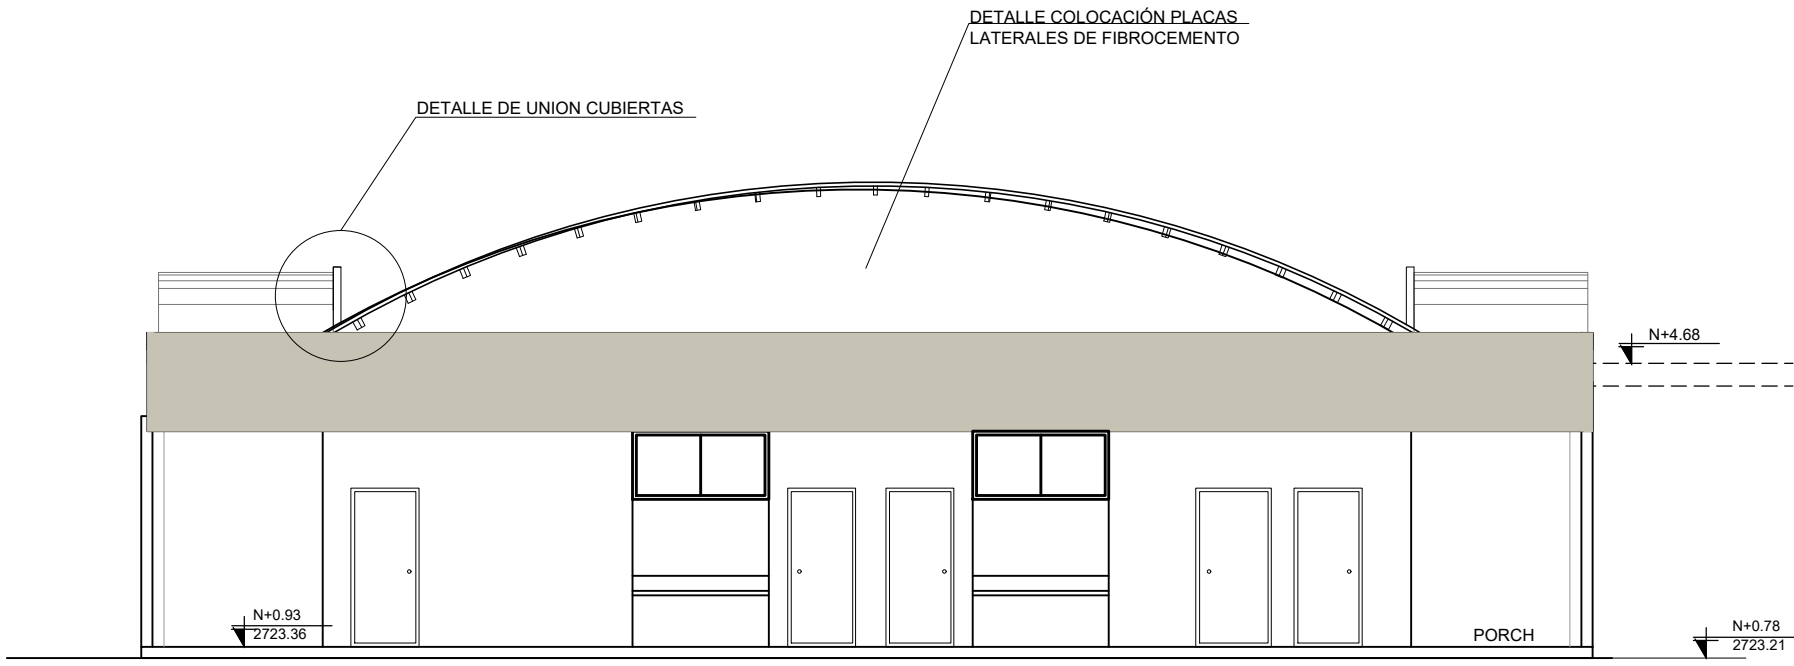 DETALLE COLOCACIÓN PLACAS
LATERALES DE FIBROCEMENTO
DETALLE DE UNION CUBIERTAS
N+4.68
N+0.93
2723.36
PORCH
N+0.78
2723.21